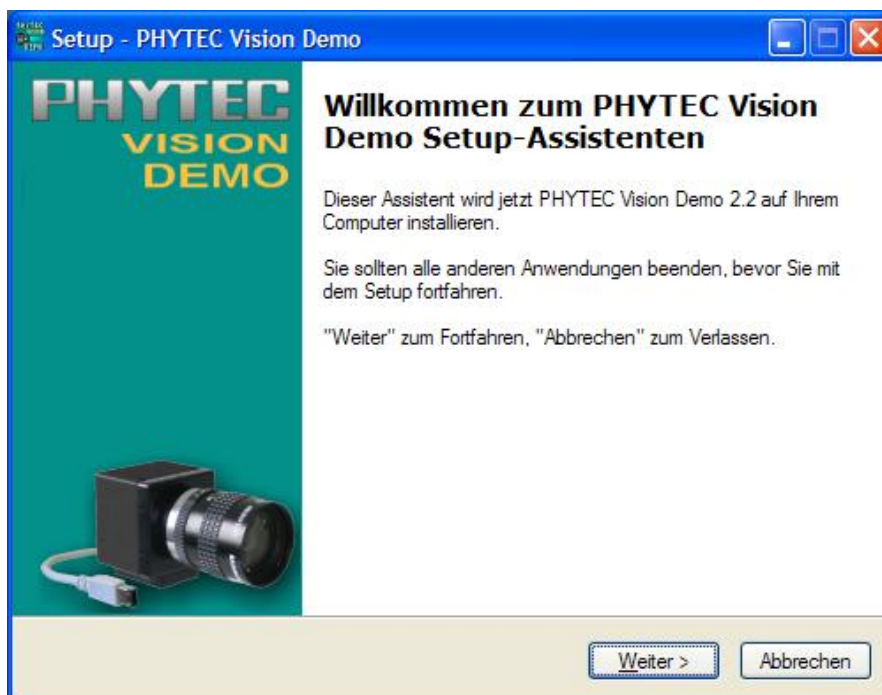 Setup - PHYTEC Vision Demo
PHYTEC
VISION
DEMO
Willkommen zum PHYTEC Vision
Demo Setup-Assistenten
Dieser Assistent wird jetzt PHYTEC Vision Demo 2.2 auf Ihrem
Computer installieren.
Sie sollten alle anderen Anwendungen beenden, bevor Sie mit
dem Setup fortfahren.
"Weiter" zum Fortfahren, "Abbrechen" zum Verlassen.
Weiter >
Abbrechen